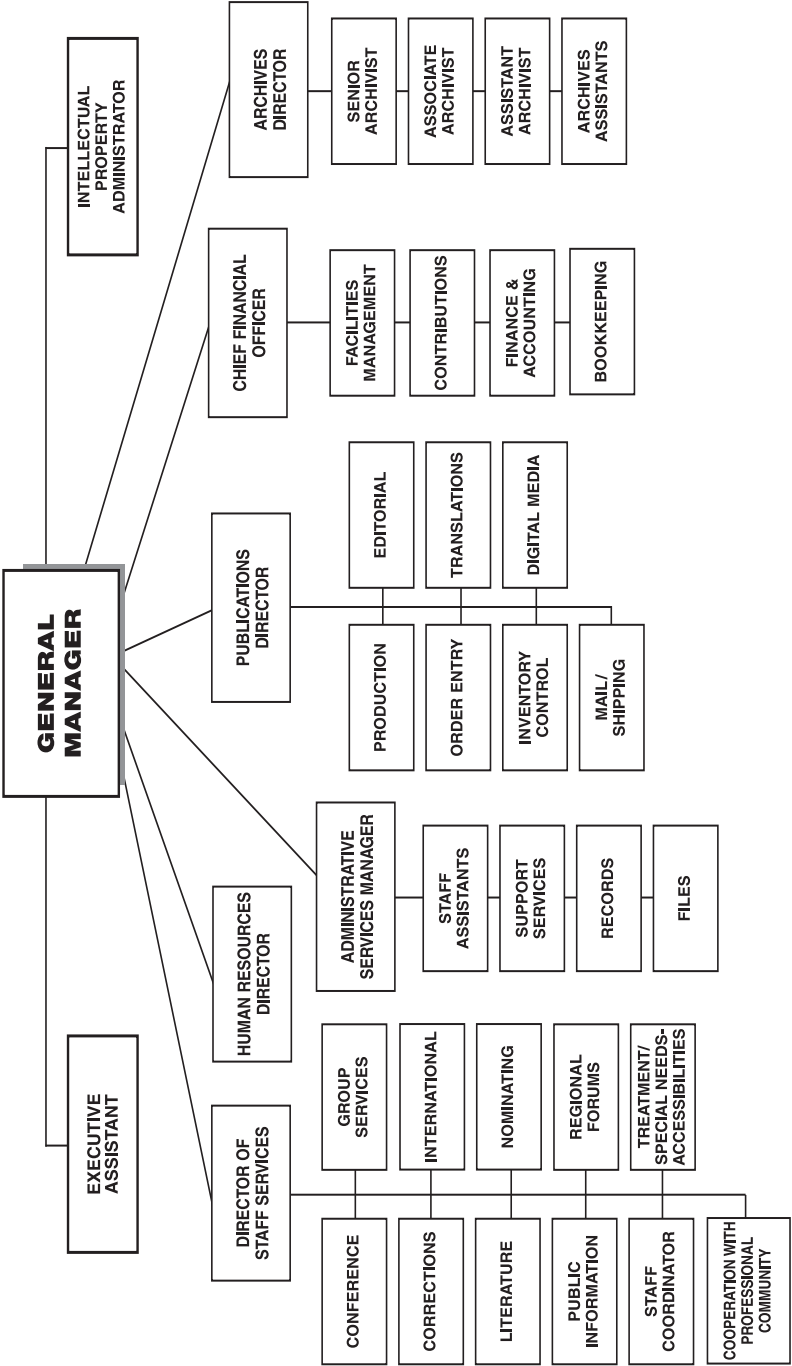 GENERAL
MANAGER
EXECUTIVE
ASSISTANT
INTELLECTUAL
PROPERTY
ADMINISTRATOR
DIRECTOR OF
STAFF SERVICES
CONFERENCE
GROUP
SERVICES
CORRECTIONS
INTERNATIONAL
LITERATURE
NOMINATING
PUBLIC
INFORMATION
REGIONAL
FORUMS
STAFF
COORDINATOR
TREATMENT/
SPECIAL NEEDS-
ACCESSIBILITIES
COOPERATION WITH
PROFESSIONAL
COMMUNITY
HUMAN RESOURCES
DIRECTOR
ADMINISTRATIVE
SERVICES MANAGER
STAFF
ASSISTANTS
SUPPORT
SERVICES
RECORDS
FILES
PUBLICATIONS
DIRECTOR
PRODUCTION
EDITORIAL
ORDER ENTRY
TRANSLATIONS
INVENTORY
CONTROL
DIGITAL MEDIA
MAIL/
SHIPPING
CHIEF FINANCIAL
OFFICER
FACILITIES
MANAGEMENT
CONTRIBUTIONS
FINANCE &
ACCOUNTING
BOOKKEEPING
ARCHIVES
DIRECTOR
SENIOR
ARCHIVIST
ASSOCIATE
ARCHIVIST
ASSISTANT
ARCHIVIST
ARCHIVES
ASSISTANTS